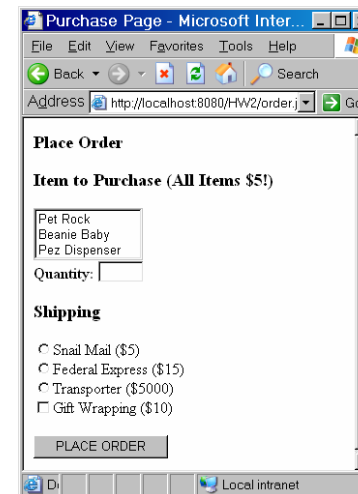 Purchase Page - Microsoft Inter...
File Edit View Favorites Tools Help
Back Search
Address http://localhost:8080/HW2/order.j Go
Place Order
Item to Purchase (All Items $5!)
Pet Rock
Beanie Baby
Pez Dispenser
Quantity:
Shipping
Snail Mail ($5)
Federal Express ($15)
Transporter ($5000)
Gift Wrapping ($10)
PLACE ORDER
Local intranet